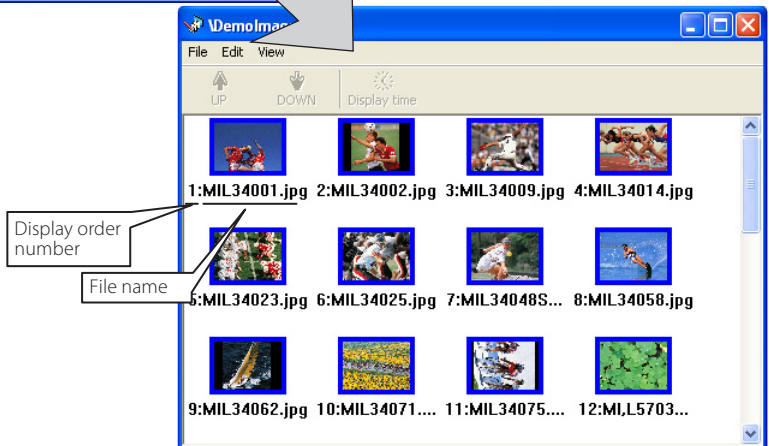 \DemoImag
File Edit View
UP DOWN Display time
1:MIL34001.jpg 2:MIL34002.jpg 3:MIL34009.jpg 4:MIL34014.jpg
Display order
number
File name
5:MIL34023.jpg 6:MIL34025.jpg 7:MIL34048S... 8:MIL34058.jpg
9:MIL34062.jpg 10:MIL34071.... 11:MIL34075.... 12:MI,L5703...